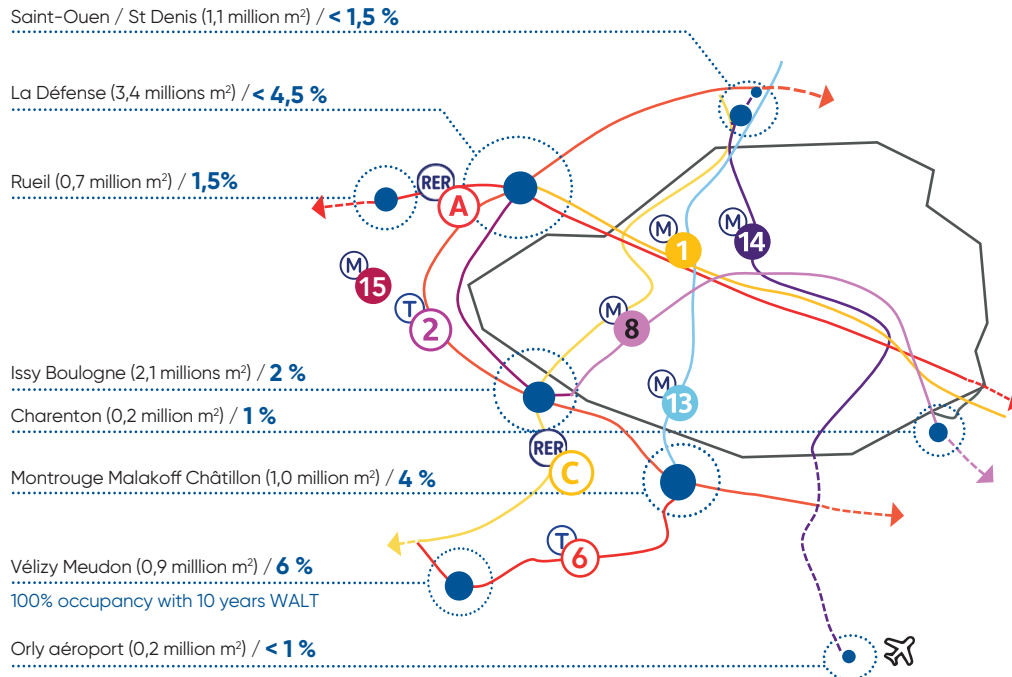 Saint-Ouen / St Denis (1,1 million m²) / < 1,5 %
La Défense (3,4 millions m²) / < 4,5 %
Rueil (0,7 million m²) / 1,5%
RER
A
M
1
M
14
M
15
T
2
M
8
Issy Boulogne (2,1 millions m²) / 2 %
M
13
Charenton (0,2 million m²) / 1 %
RER
C
Montrouge Malakoff Châtillon (1,0 million m²) / 4 %
T
6
Vélizy Meudon (0,9 milllion m²) / 6 %
100% occupancy with 10 years WALT
Orly aéroport (0,2 million m²) / < 1 %